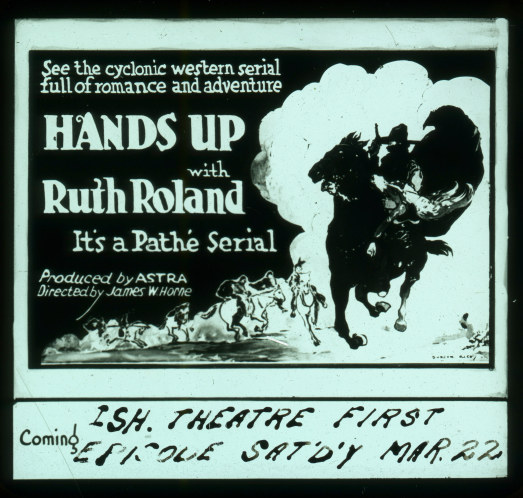 See the cyclonic western serial
full of romance and adventure
HANDS UP
with
Ruth Roland
It's a Pathé Serial
Produced by ASTRA
Directed by James W. Horne
ISH. THEATRE FIRST
Coming EPISODE SAT'D'Y MAR. 22